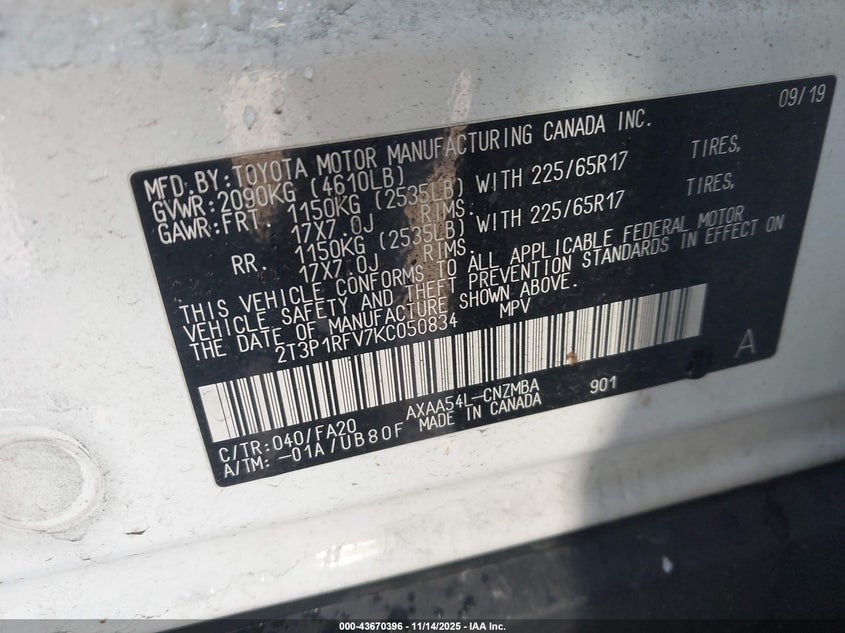 09/19
MFD.BY:TOYOTA MOTOR MANUFACTURING CANADA INC.
GVWR:2090KG (4610LB)
GAWR:FRT. 1150KG (2535LB) WITH 225/65R17 TIRES,
17X7.0J RIMS.
RR. 1150KG (2535LB) WITH 225/65R17 TIRES,
17X7.0J RIMS.
THIS VEHICLE CONFORMS TO ALL APPLICABLE FEDERAL MOTOR
VEHICLE SAFETY AND THEFT PREVENTION STANDARDS IN EFFECT ON
THE DATE OF MANUFACTURE SHOWN ABOVE.
2T3P1RFV7KC050834 MPV
A
C/TR:040/FA20 AXAA54L-CNZMBA 901
A/TM:-01A/UB80F MADE IN CANADA
000-43670396 - 11/14/2025 - © IAA Inc.